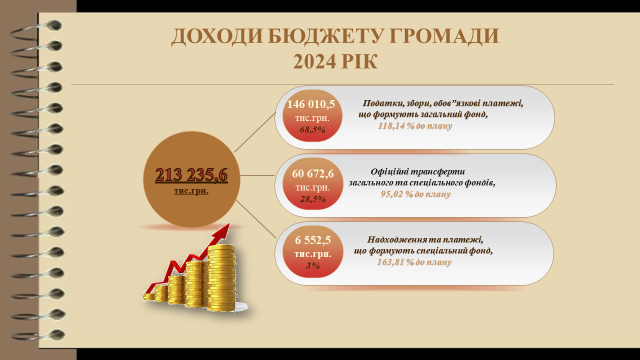 ДОХОДИ БЮДЖЕТУ ГРОМАДИ
2024 РІК
213 235,6
тис.грн.
146 010,5
тис.грн.
68,5%
Податки, збори, обов"язкові платежі,
що формують загальний фонд,
118,14 % до плану
60 672,6
тис.грн.
28,5%
Офіційні трансферти
загального та спеціального фондів,
95,02 % до плану
6 552,5
тис.грн.
3%
Надходження та платежі,
що формують спеціальний фонд,
163,81 % до плану